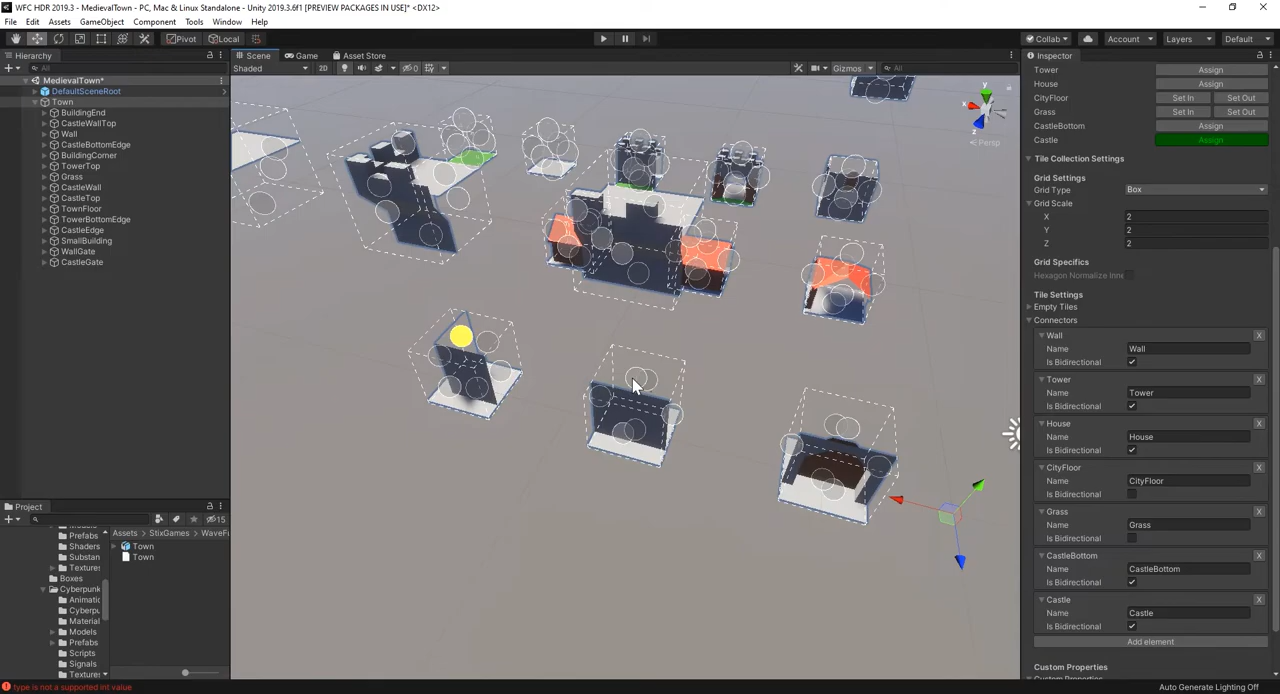 WFC HDR 2019.3 - MedievalTown - PC, Mac & Linux Standalone - Unity 2019.3.6f1 [PREVIEW PACKAGES IN USE]* <DX12>
File Edit Assets GameObject Component Tools Window Help
Pivot Local Collab Account Layers Default
Hierarchy
All
MedievalTown*
DefaultSceneRoot
Town
BuildingEnd
CastleWallTop
Wall
CastleBottomEdge
BuildingCorner
TowerTop
Grass
CastleWall
CastleTop
TownFloor
TowerBottomEdge
CastleEdge
SmallBuilding
WallGate
CastleGate
Scene Game Asset Store
Shaded 2D 0 Gizmos All
y
x
z
Persp
Project
15
Prefabs
Shaders
Substan
Textures
Boxes
Cyberpunk
Animatic
Cyberpu
Material
Models
Prefabs
Scripts
Signals
Textures
Assets StixGames WaveFu
Town
Town
Inspector
Tower Assign
House Assign
CityFloor Set In Set Out
Grass Set In Set Out
CastleBottom Assign
Castle Assign
Tile Collection Settings
Grid Settings
Grid Type Box
Grid Scale
X 2
Y 2
Z 2
Grid Specifics
Hexagon Normalize Inne
Tile Settings
Empty Tiles
Connectors
Wall X
Name Wall
Is Bidirectional
Tower X
Name Tower
Is Bidirectional
House X
Name House
Is Bidirectional
CityFloor X
Name CityFloor
Is Bidirectional
Grass X
Name Grass
Is Bidirectional
CastleBottom X
Name CastleBottom
Is Bidirectional
Castle X
Name Castle
Is Bidirectional
Add element
Custom Properties
type is not a supported int value
Auto Generate Lighting Off